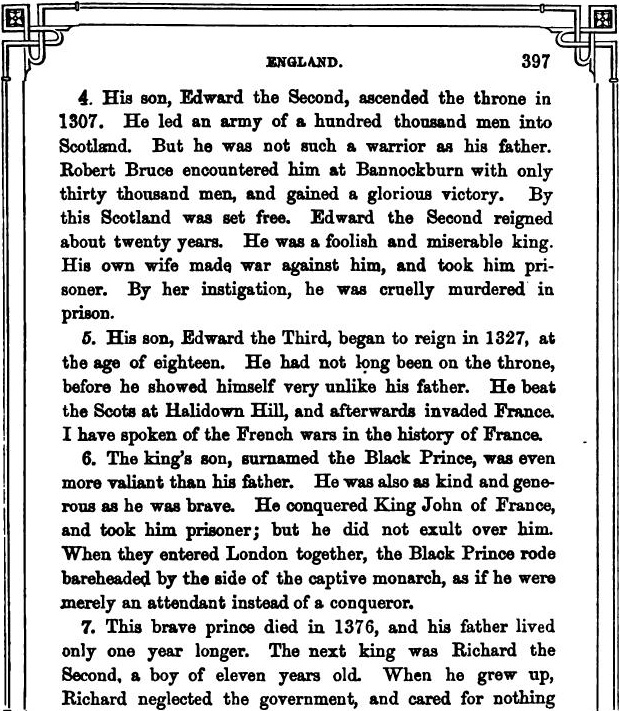 ENGLAND. 397
4. His son, Edward the Second, ascended the throne in
1307. He led an army of a hundred thousand men into
Scotland. But he was not such a warrior as his father.
Robert Bruce encountered him at Bannockburn with only
thirty thousand men, and gained a glorious victory. By
this Scotland was set free. Edward the Second reigned
about twenty years. He was a foolish and miserable king.
His own wife made war against him, and took him pri-
soner. By her instigation, he was cruelly murdered in
prison.
5. His son, Edward the Third, began to reign in 1327, at
the age of eighteen. He had not long been on the throne,
before he showed himself very unlike his father. He beat
the Scots at Halidown Hill, and afterwards invaded France.
I have spoken of the French wars in the history of France.
6. The king's son, surnamed the Black Prince, was even
more valiant than his father. He was also as kind and gene-
rous as he was brave. He conquered King John of France,
and took him prisoner; but he did not exult over him.
When they entered London together, the Black Prince rode
bareheaded by the side of the captive monarch, as if he were
merely an attendant instead of a conqueror.
7. This brave prince died in 1376, and his father lived
only one year longer. The next king was Richard the
Second, a boy of eleven years old. When he grew up,
Richard neglected the government, and cared for nothing